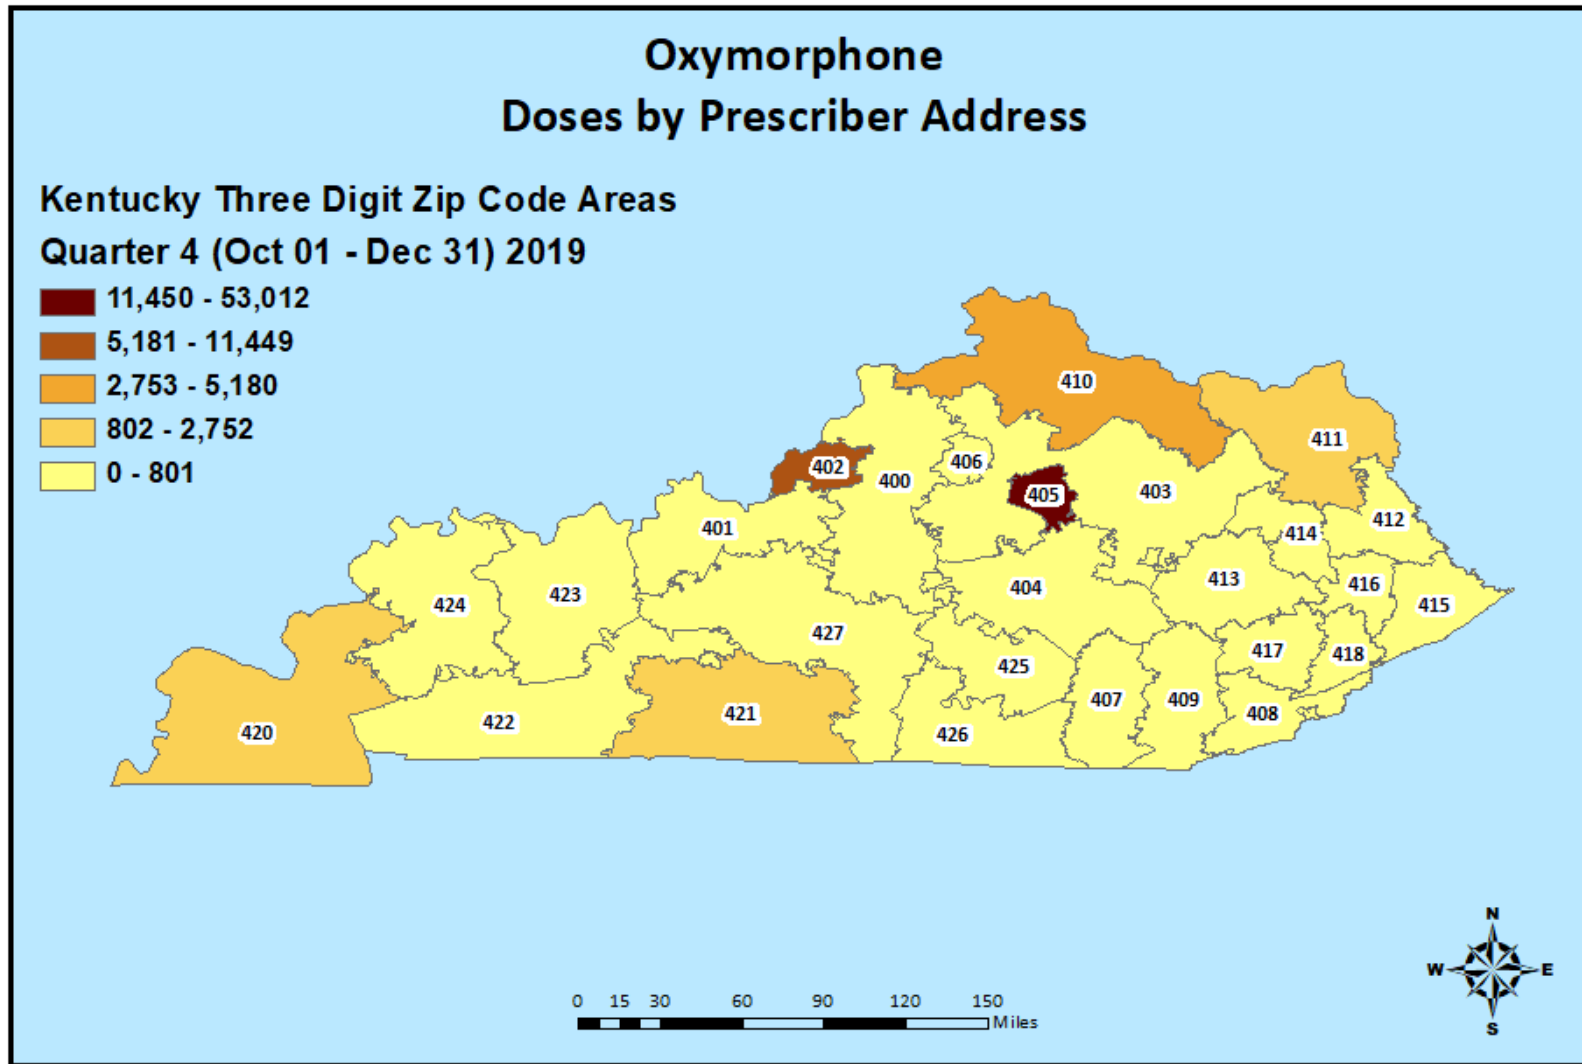 Oxymorphone
Doses by Prescriber Address
Kentucky Three Digit Zip Code Areas
Quarter 4 (Oct 01 - Dec 31) 2019
11,450 - 53,012
5,181 - 11,449
2,753 - 5,180
802 - 2,752
0 - 801
410
411
406
402
400
405
403
401
414
412
404
413
416
424
423
415
427
417
418
425
421
422
407
409
408
420
426
N
W E
S
0 15 30 60 90 120 150
Miles